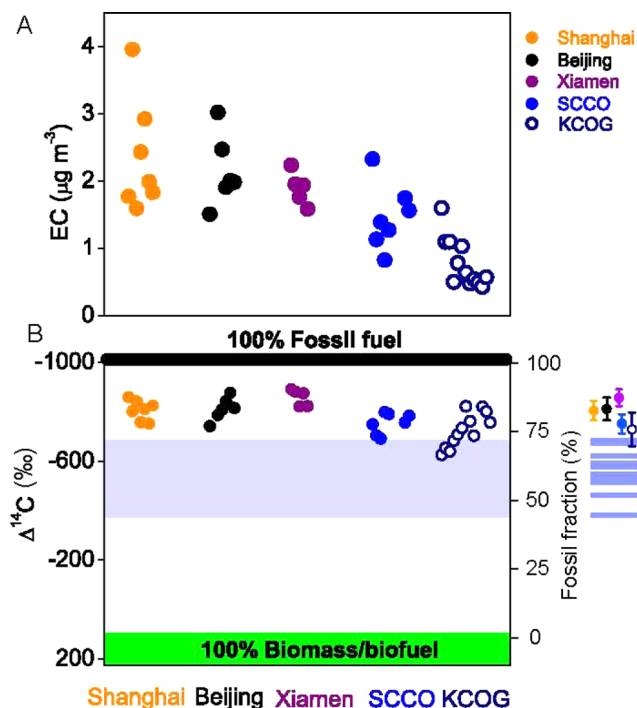 A
Shanghai
Beijing
Xiamen
SCCO
KCOG
EC (μg m⁻³)
4
3
2
1
0
B
100% Fossil fuel
-1000
-600
-200
200
Δ¹⁴C (‰)
100
75
50
25
0
Fossil fraction (%)
100% Biomass/biofuel
Shanghai Beijing Xiamen SCCO KCOG